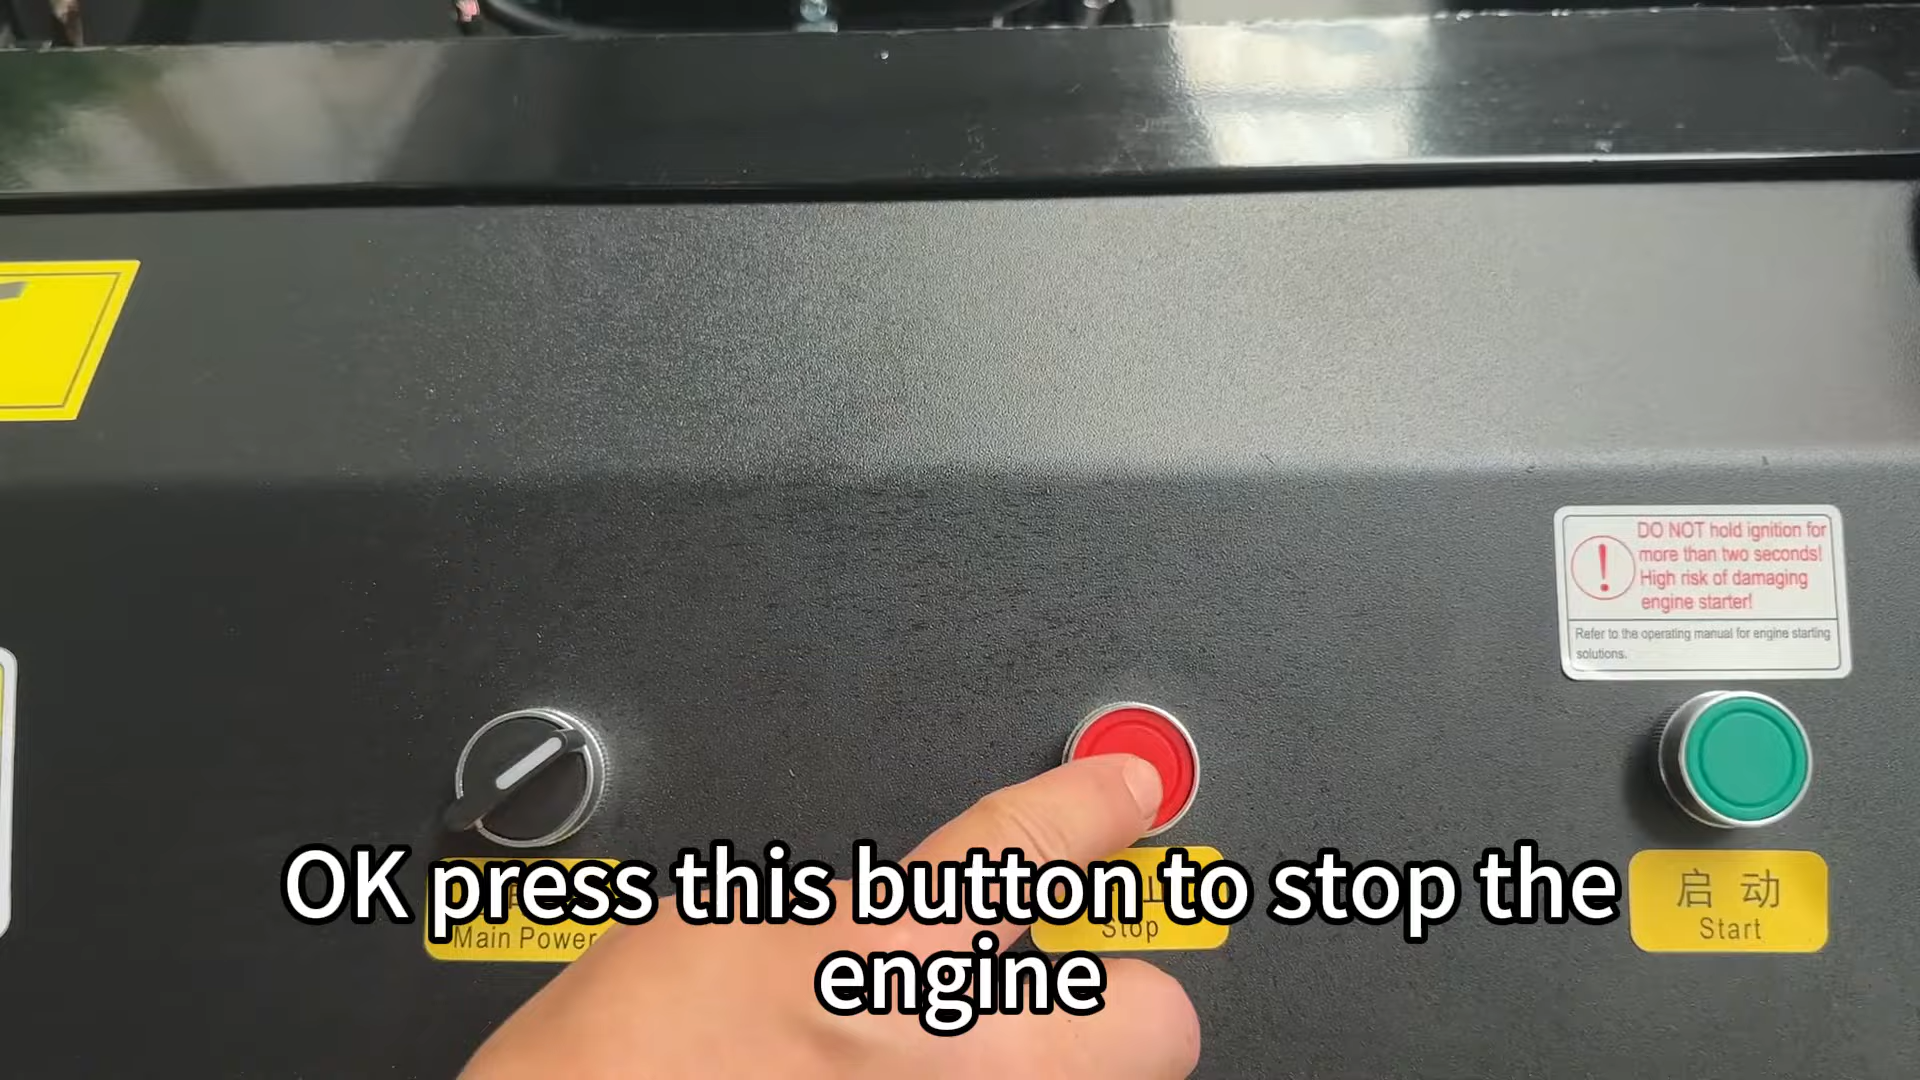 DO NOT hold ignition for
more than two seconds!
High risk of damaging
engine starter!
Refer to the operating manual for engine starting
solutions.
Main Power
Stop
启动
Start
OK press this button to stop the
engine